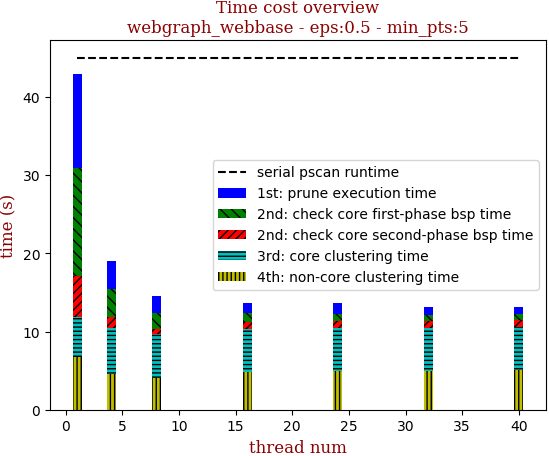 Time cost overview
webgraph_webbase - eps:0.5 - min_pts:5
time (s)
40
30
20
10
0
serial pscan runtime
1st: prune execution time
2nd: check core first-phase bsp time
2nd: check core second-phase bsp time
3rd: core clustering time
4th: non-core clustering time
0 5 10 15 20 25 30 35 40
thread num